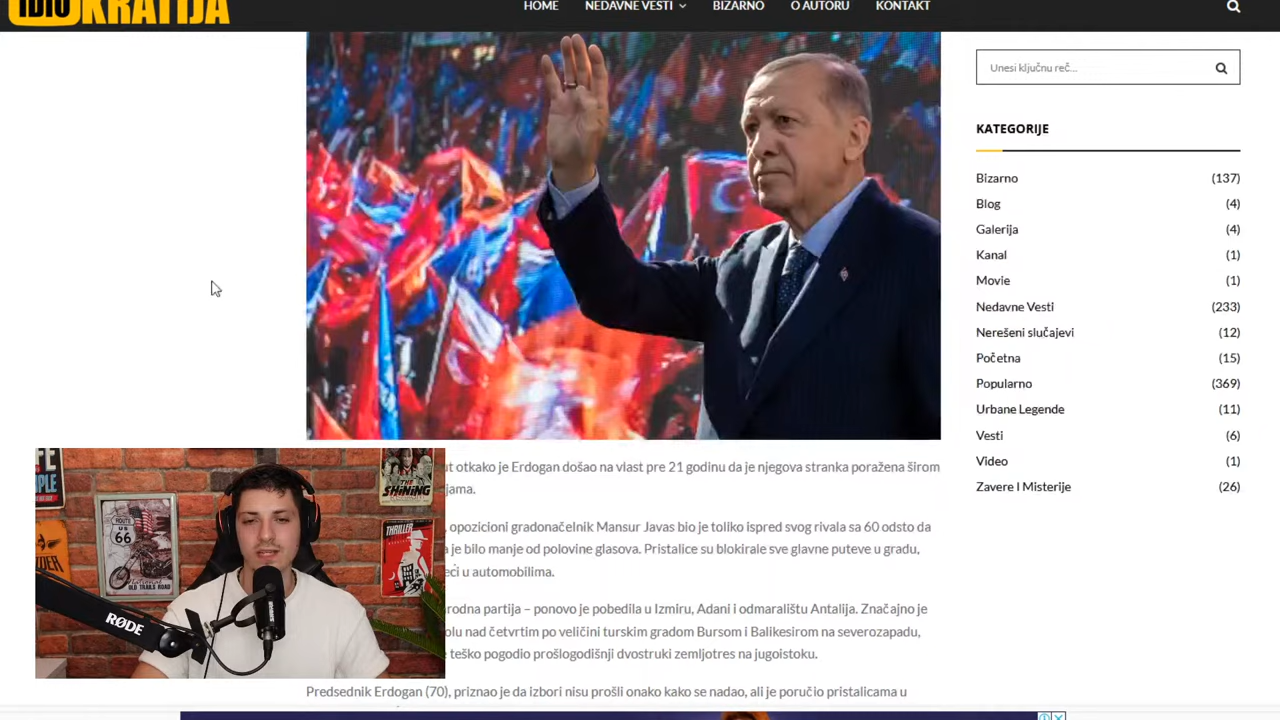 IDIOKRATIJA
HOME NEDAVNE VESTI BIZARNO O AUTORU KONTAKT
Unesi ključnu reč...
KATEGORIJE
Bizarno (137)
Blog (4)
Galerija (4)
Kanal (1)
Movie (1)
Nedavne Vesti (233)
Nerešeni slučajevi (12)
Početna (15)
Popularno (369)
Urbane Legende (11)
Vesti (6)
Video (1)
Zavere I Misterije (26)
otkako je Erdogan došao na vlast pre 21 godinu da je njegova stranka poražena širom
opozicioni gradonačelnik Mansur Javas bio je toliko ispred svog rivala sa 60 odsto da
je bilo manje od polovine glasova. Pristalice su blokirale sve glavne puteve u gradu,
u automobilima.
partija – ponovo je pobedila u Izmiru, Adani i odmaralištu Antalija. Značajno je
nad četvrtim po veličini turskim gradom Bursom i Balikesirom na severozapadu,
teško pogodio prošlogodišnji dvostruki zemljotres na jugoistoku.
Predsednik Erdogan (70), priznao je da izbori nisu prošli onako kako se nadao, ali je poručio pristalicama u
ROUTE
US
66
THE
SHiNiNG
THRILLER
RØDE